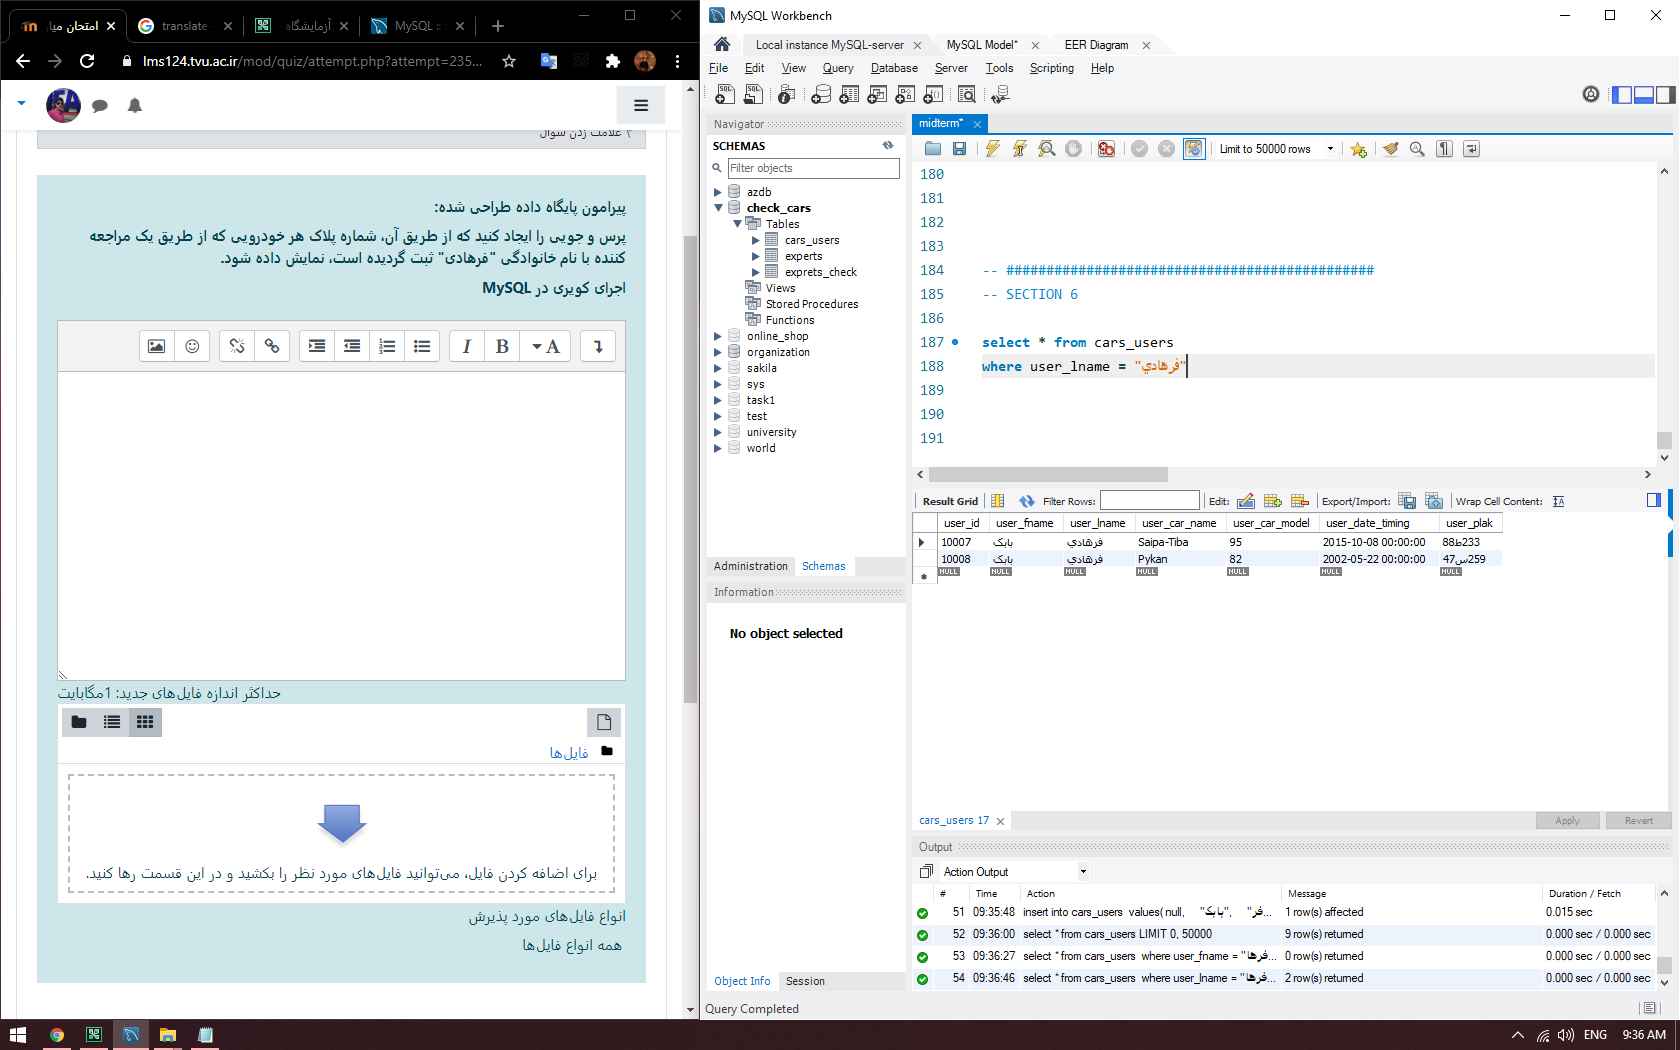 امتحان میا
translate
آزمایشگاه
MySQL ::
lms124.tvu.ac.ir/mod/quiz/attempt.php?attempt=235...
علامت زدن سوال
پیرامون پایگاه داده طراحی شده:
پرس و جویی را ایجاد کنید که از طریق آن، شماره پلاک هر خودرویی که از طریق یک مراجعه
کننده با نام خانوادگی "فرهادی" ثبت گردیده است، نمایش داده شود.
اجرای کویری در MySQL
I B A
حداکثر اندازه فایل‌های جدید: 1مگابایت
فایل‌ها
برای اضافه کردن فایل، می‌توانید فایل‌های مورد نظر را بکشید و در این قسمت رها کنید.
انواع فایل‌های مورد پذیرش
همه انواع فایل‌ها
MySQL Workbench
Local instance MySQL-server
MySQL Model*
EER Diagram
File Edit View Query Database Server Tools Scripting Help
Navigator
SCHEMAS
Filter objects
azdb
check_cars
Tables
cars_users
experts
exprets_check
Views
Stored Procedures
Functions
online_shop
organization
sakila
sys
task1
test
university
world
Administration Schemas
Information
No object selected
Object Info Session
Query Completed
midterm*
Limit to 50000 rows
180
181
182
183
184 -- ##############################################
185 -- SECTION 6
186
187 select * from cars_users
188 where user_lname = "فرهادي"
189
190
191
Result Grid Filter Rows: Edit: Export/Import: Wrap Cell Content:
user_id user_fname user_lname user_car_name user_car_model user_date_timing user_plak
10007 بابک فرهادي Saipa-Tiba 95 2015-10-08 00:00:00 88ط233
10008 بابک فرهادي Pykan 82 2002-05-22 00:00:00 47س259
NULL NULL NULL NULL NULL NULL NULL
cars_users 17
Apply Revert
Output
Action Output
# Time Action Message Duration / Fetch
51 09:35:48 insert into cars_users values( null, "بابک", "فر... 1 row(s) affected 0.015 sec
52 09:36:00 select * from cars_users LIMIT 0, 50000 9 row(s) returned 0.000 sec / 0.000 sec
53 09:36:27 select * from cars_users where user_fname = "فرها... 0 row(s) returned 0.000 sec / 0.000 sec
54 09:36:46 select * from cars_users where user_lname = "فرها... 2 row(s) returned 0.000 sec / 0.000 sec
ENG 9:36 AM